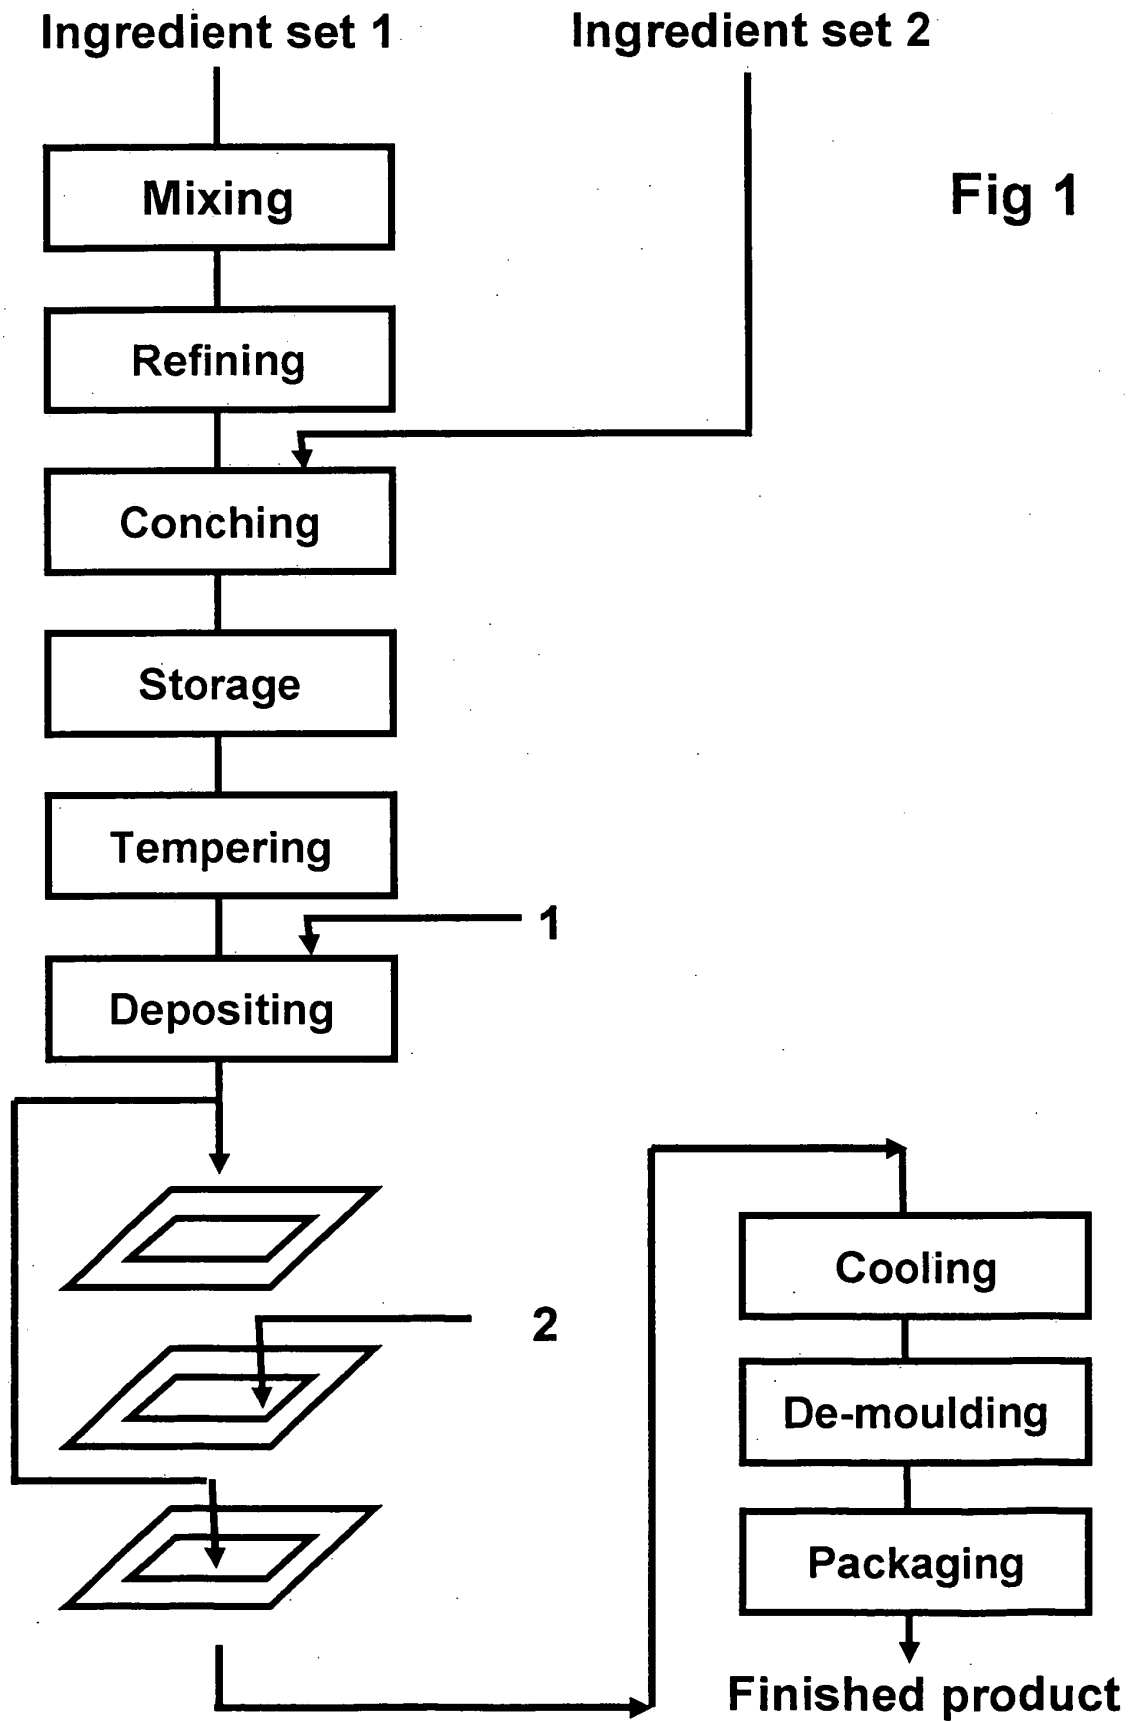 Ingredient set 1
Ingredient set 2
Fig 1
Mixing
Refining
Conching
Storage
Tempering
1
Depositing
2
Cooling
De-moulding
Packaging
Finished product